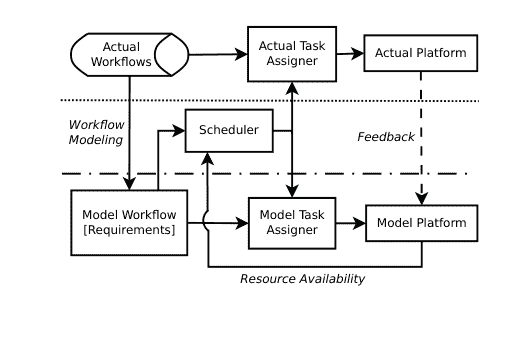 Actual
Workflows
Actual Task
Assigner
Actual Platform
Workflow
Modeling
Scheduler
Feedback
Model Workflow
[Requirements]
Model Task
Assigner
Model Platform
Resource Availability